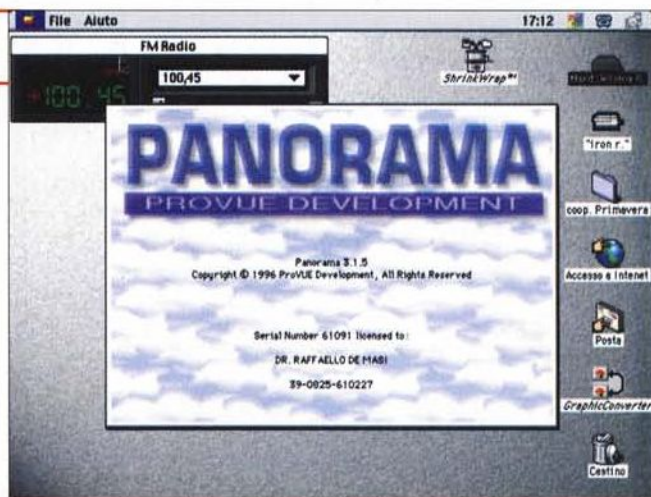 File Aiuto 17:12
FM Radio
100,45
100.45
ShrinkWrap™
"Iron r."
coop. Primavera
Accesso a Intenet
Posta
GraphicConverter
Cestino
PANORAMA
PROVUE DEVELOPMENT
Panorama 3.1.5
Copyright © 1996 ProVUE Development, All Rights Reserved
Serial Number 61091 licensed to:
DR. RAFFAELLO DE MASI
39-0825-610227